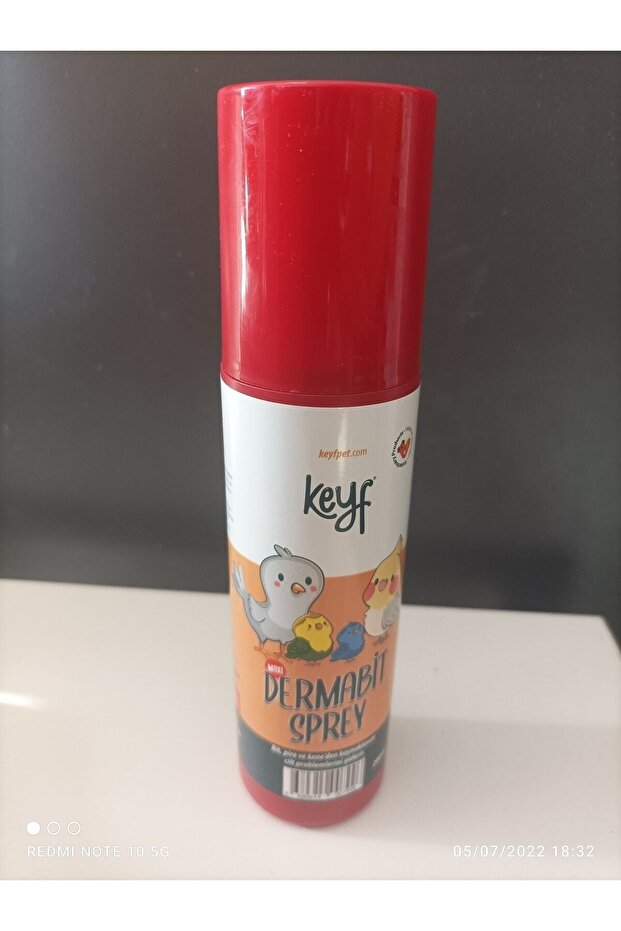 keyfpet.com
keyf
MAXI
DERMABİT
SPREY
Bit, pire ve kene'den kaynaklanan
cilt problemlerini giderir.
REDMI NOTE 10 5G
05/07/2022 18:32